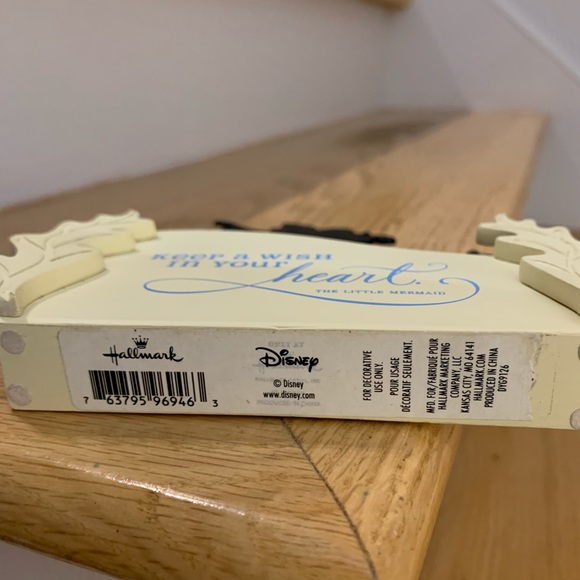 KEEP A WISH
IN YOUR heart.
THE LITTLE MERMAID
Hallmark
7 63795 96946 3
Disney
© Disney
www.disney.com
FOR DECORATIVE
USE ONLY.
POUR USAGE
DÉCORATIF SEULEMENT.
MFD. FOR/FABRIQUÉ POUR
HALLMARK MARKETING
COMPANY, LLC
KANSAS CITY, MO 64141
HALLMARK.COM
PRODUCED IN CHINA
DYG9726